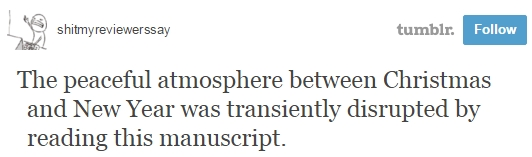 shitmyreviewerssay tumblr. Follow
The peaceful atmosphere between Christmas
and New Year was transiently disrupted by
reading this manuscript.